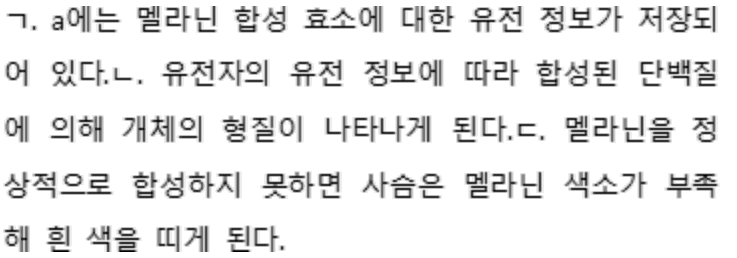 ㄱ. a에는 멜라닌 합성 효소에 대한 유전 정보가 저장되
어 있다.ㄴ. 유전자의 유전 정보에 따라 합성된 단백질
에 의해 개체의 형질이 나타나게 된다.ㄷ. 멜라닌을 정
상적으로 합성하지 못하면 사슴은 멜라닌 색소가 부족
해 흰 색을 띠게 된다.